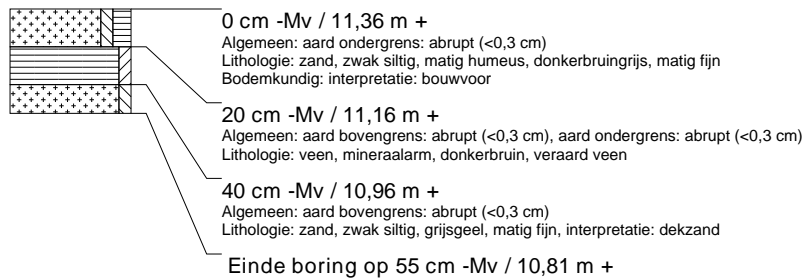 0 cm -Mv / 11,36 m +
Algemeen: aard ondergrens: abrupt (<0,3 cm)
Lithologie: zand, zwak siltig, matig humeus, donkerbruingrijs, matig fijn
Bodemkundig: interpretatie: bouwvoor
20 cm -Mv / 11,16 m +
Algemeen: aard bovengrens: abrupt (<0,3 cm), aard ondergrens: abrupt (<0,3 cm)
Lithologie: veen, mineraalarm, donkerbruin, veraard veen
40 cm -Mv / 10,96 m +
Algemeen: aard bovengrens: abrupt (<0,3 cm)
Lithologie: zand, zwak siltig, grijsgeel, matig fijn, interpretatie: dekzand
Einde boring op 55 cm -Mv / 10,81 m +